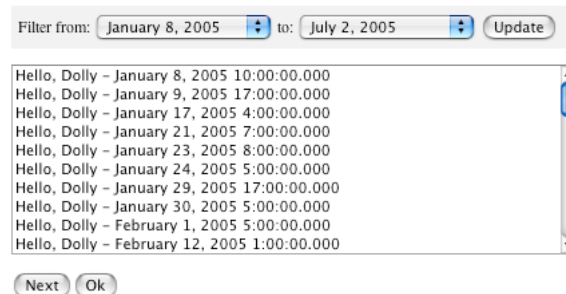 Filter from: January 8, 2005 to: July 2, 2005 Update
Hello, Dolly – January 8, 2005 10:00:00.000
Hello, Dolly – January 9, 2005 17:00:00.000
Hello, Dolly – January 17, 2005 4:00:00.000
Hello, Dolly – January 21, 2005 7:00:00.000
Hello, Dolly – January 23, 2005 8:00:00.000
Hello, Dolly – January 24, 2005 5:00:00.000
Hello, Dolly – January 29, 2005 17:00:00.000
Hello, Dolly – January 30, 2005 5:00:00.000
Hello, Dolly – February 1, 2005 5:00:00.000
Hello, Dolly – February 12, 2005 1:00:00.000
Next Ok